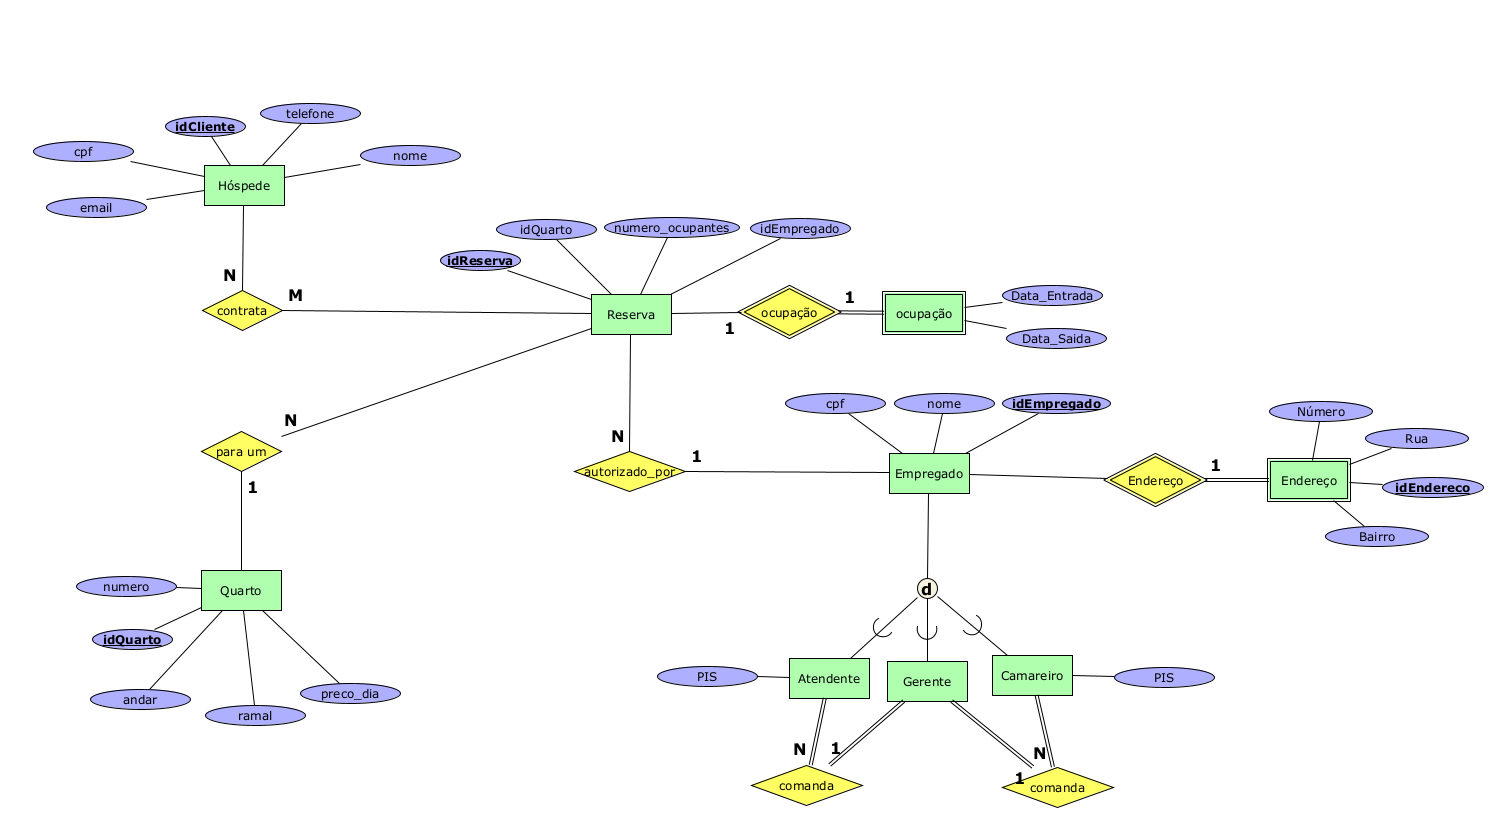 telefone
idCliente
cpf
nome
Hóspede
email
idQuarto
numero_ocupantes
idEmpregado
idReserva
N
M
contrata
Reserva
1
ocupação
1
ocupação
Data_Entrada
Data_Saida
N
para um
1
N
autorizado_por
1
cpf
nome
idEmpregado
Empregado
Endereço
1
Endereço
Número
Rua
idEndereco
Bairro
numero
Quarto
idQuarto
andar
ramal
preco_dia
d
PIS
Atendente
Gerente
Camareiro
PIS
N
1
N
1
comanda
comanda